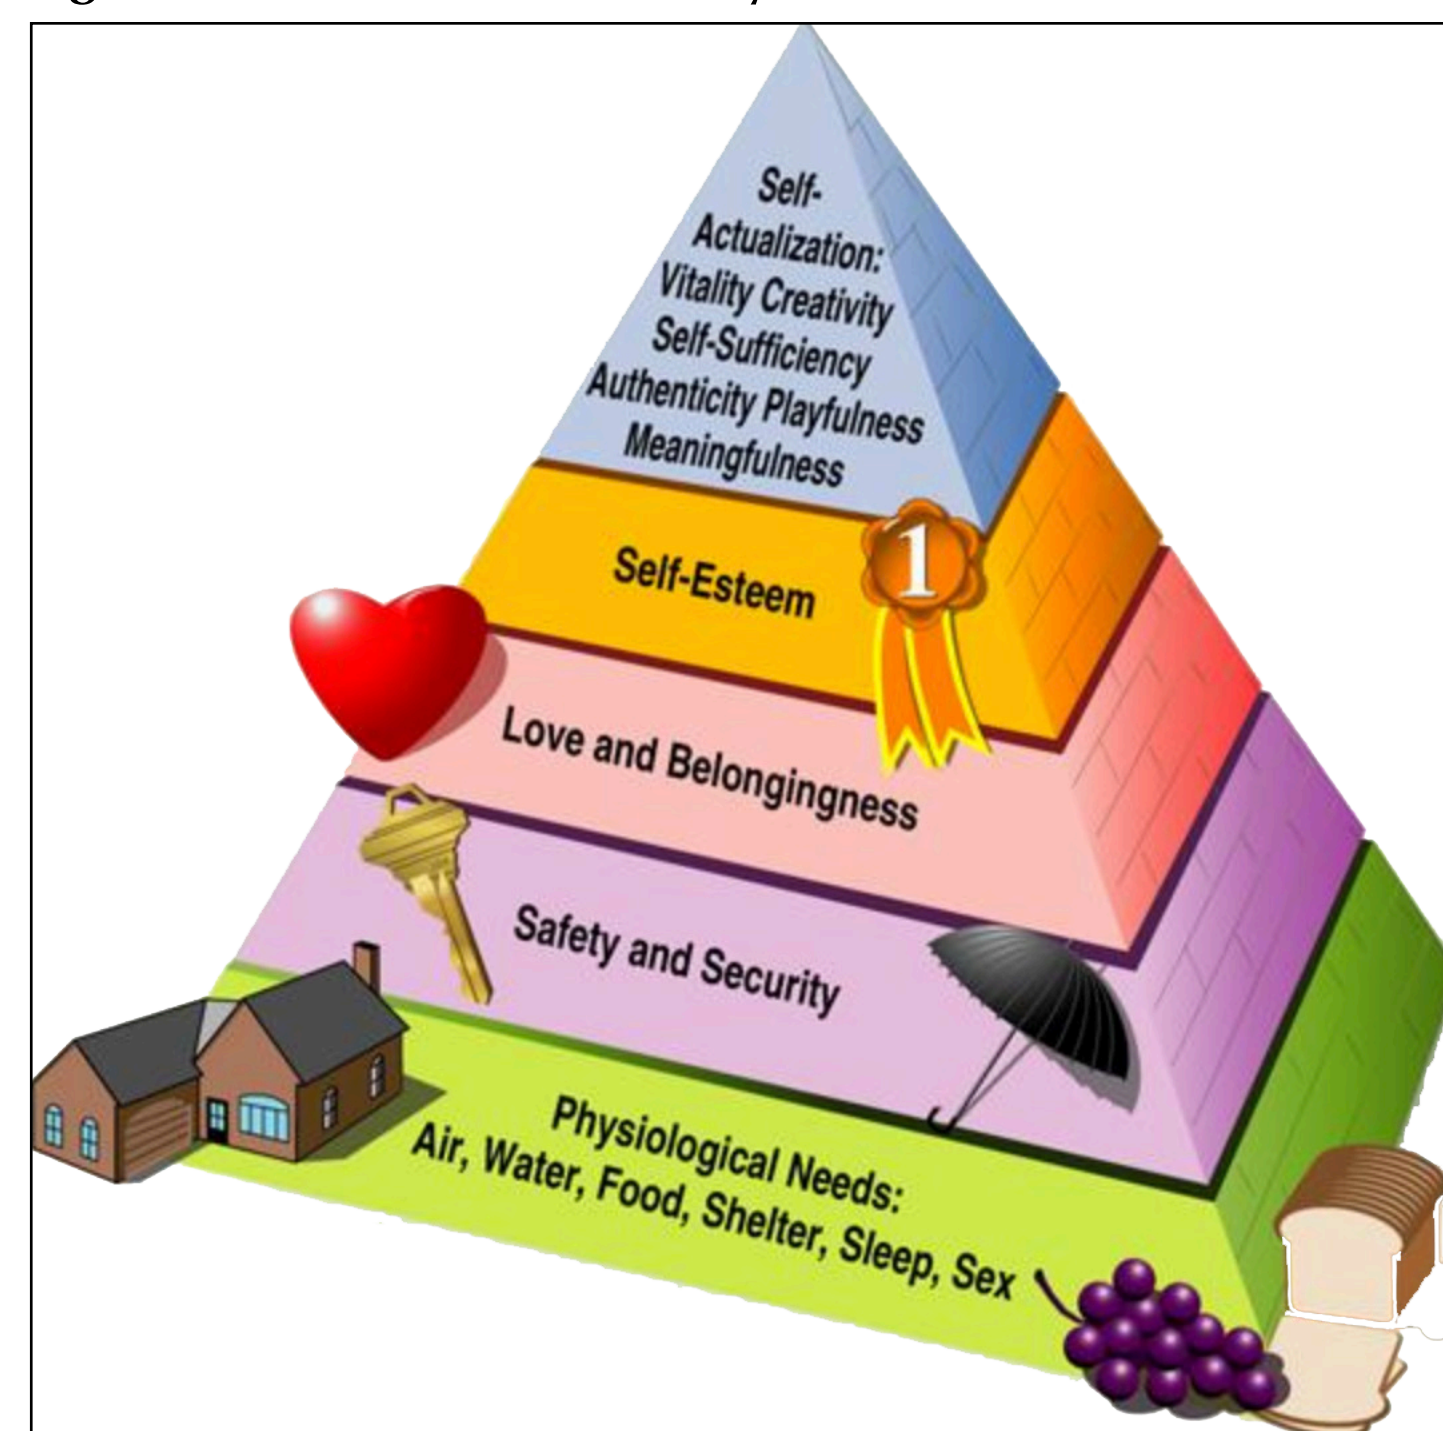 Self-
Actualization:
Vitality Creativity
Self-Sufficiency
Authenticity Playfulness
Meaningfulness
1
Self-Esteem
Love and Belongingness
Safety and Security
Physiological Needs:
Air, Water, Food, Shelter, Sleep, Sex